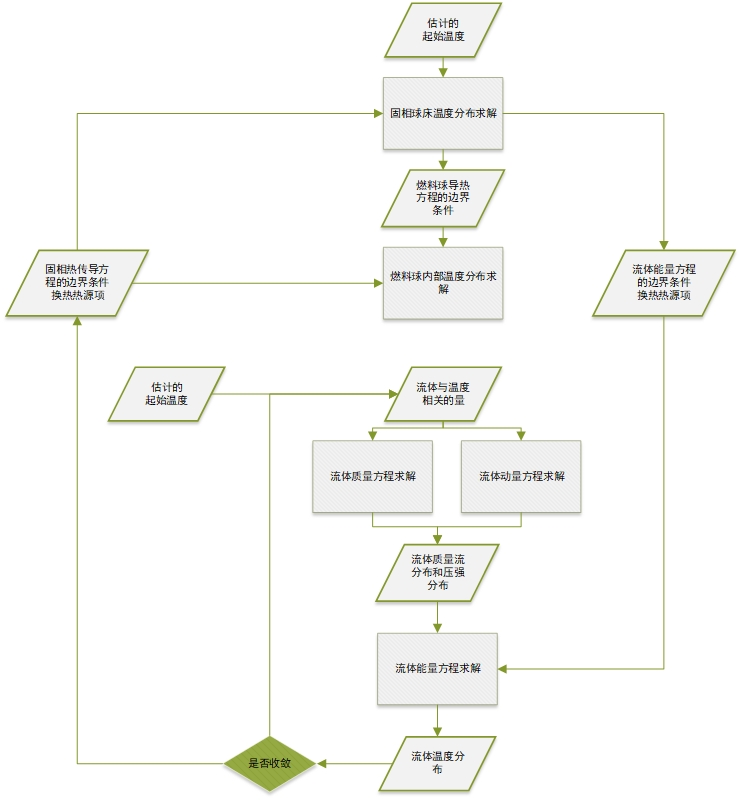 估计的
起始温度
固相球床温度分布求解
燃料球导热
方程的边界
条件
固相热传导方
程的边界条件
换热热源项
燃料球内部温度分布求
解
流体能量方程
的边界条件
换热热源项
估计的
起始温度
流体与温度
相关的量
流体质量方程求解
流体动量方程求解
流体质量流
分布和压强
分布
流体能量方程求解
是否收敛
流体温度分
布